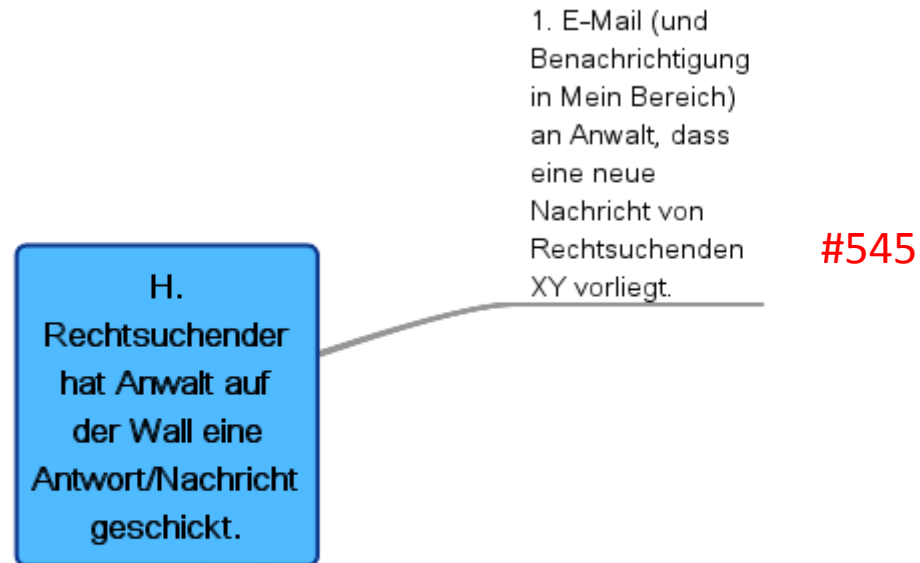 1. E-Mail (und
Benachrichtigung
in Mein Bereich)
an Anwalt, dass
eine neue
Nachricht von
Rechtsuchenden
XY vorliegt.
#545
H.
Rechtsuchender
hat Anwalt auf
der Wall eine
Antwort/Nachricht
geschickt.